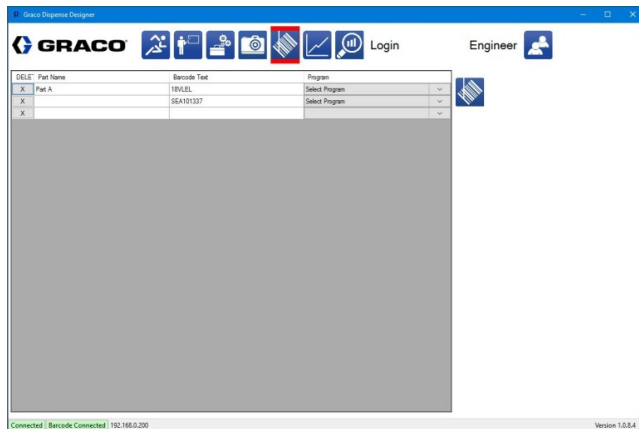 Graco Dispense Designer
GRACO
Login
Engineer
DELET Part Name Barcode Text Program
X Part A 18VLEL Select Program
X SEA101337 Select Program
X
Connected Barcode Connected 192.168.0.200 Version 1.0.8.4